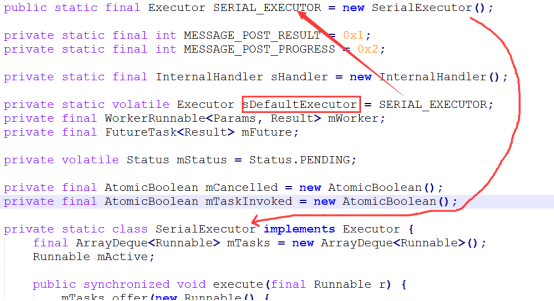 public static final Executor SERIAL_EXECUTOR = new SerialExecutor();
private static final int MESSAGE_POST_RESULT = 0x1;
private static final int MESSAGE_POST_PROGRESS = 0x2;
private static final InternalHandler sHandler = new InternalHandler();
private static volatile Executor sDefaultExecutor = SERIAL_EXECUTOR;
private final WorkerRunnable<Params, Result> mWorker;
private final FutureTask<Result> mFuture;
private volatile Status mStatus = Status.PENDING;
private final AtomicBoolean mCancelled = new AtomicBoolean();
private final AtomicBoolean mTaskInvoked = new AtomicBoolean();
private static class SerialExecutor implements Executor {
final ArrayDeque<Runnable> mTasks = new ArrayDeque<Runnable>();
Runnable mActive;
public synchronized void execute(final Runnable r) {
mTasks.offer(new Runnable() {